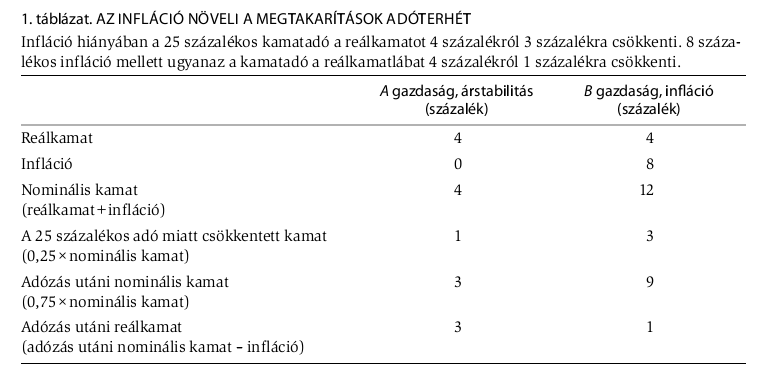 1. táblázat. AZ INFLÁCIÓ NÖVELI A MEGTAKARÍTÁSOK ADÓTERHÉT
Infláció hiányában a 25 százalékos kamatadó a reálkamatot 4 százalékról 3 százalékra csökkenti. 8 száza-
lékos infláció mellett ugyanaz a kamatadó a reálkamatlábat 4 százalékról 1 százalékra csökkenti.
A gazdaság, árstabilitás B gazdaság, infláció
(százalék) (százalék)
Reálkamat 4 4
Infláció 0 8
Nominális kamat 4 12
(reálkamat + infláció)
A 25 százalékos adó miatt csökkentett kamat 1 3
(0,25 × nominális kamat)
Adózás utáni nominális kamat 3 9
(0,75 × nominális kamat)
Adózás utáni reálkamat 3 1
(adózás utáni nominális kamat – infláció)